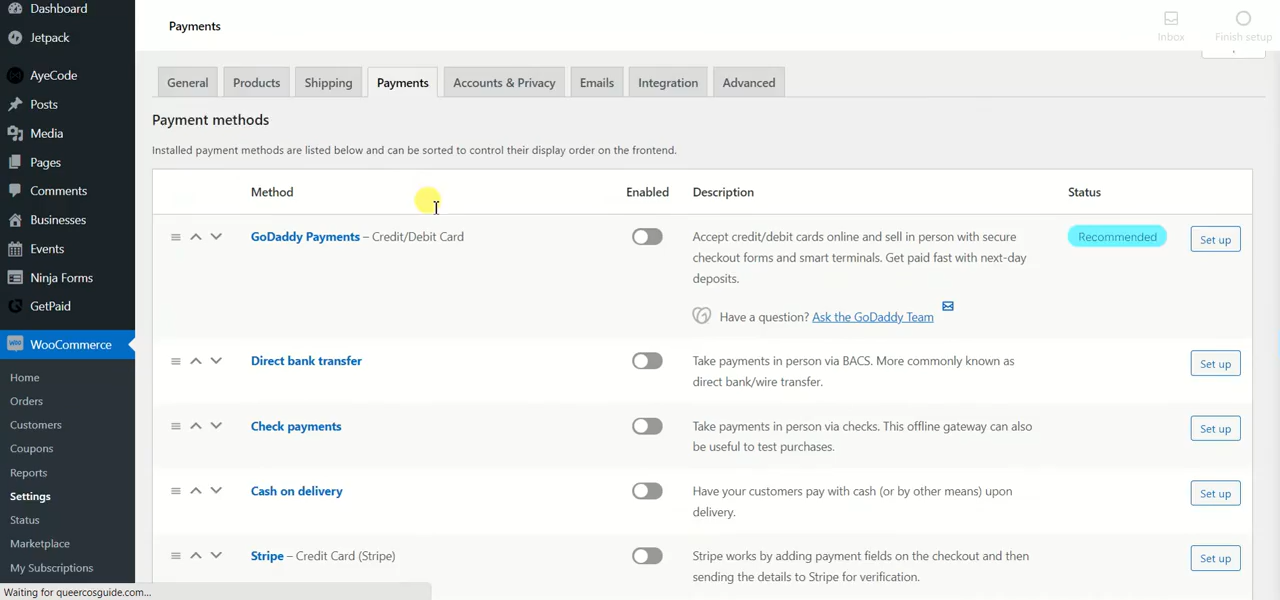 Dashboard
Jetpack
AyeCode
Posts
Media
Pages
Comments
Businesses
Events
Ninja Forms
GetPaid
WooCommerce
Home
Orders
Customers
Coupons
Reports
Settings
Status
Marketplace
My Subscriptions
Waiting for queercosguide.com...
Payments
Inbox
Finish setup
General
Products
Shipping
Payments
Accounts & Privacy
Emails
Integration
Advanced
Payment methods
Installed payment methods are listed below and can be sorted to control their display order on the frontend.
Method
Enabled
Description
Status
GoDaddy Payments – Credit/Debit Card
Accept credit/debit cards online and sell in person with secure
checkout forms and smart terminals. Get paid fast with next-day
deposits.
Have a question? Ask the GoDaddy Team
Recommended
Set up
Direct bank transfer
Take payments in person via BACS. More commonly known as
direct bank/wire transfer.
Set up
Check payments
Take payments in person via checks. This offline gateway can also
be useful to test purchases.
Set up
Cash on delivery
Have your customers pay with cash (or by other means) upon
delivery.
Set up
Stripe – Credit Card (Stripe)
Stripe works by adding payment fields on the checkout and then
sending the details to Stripe for verification.
Set up